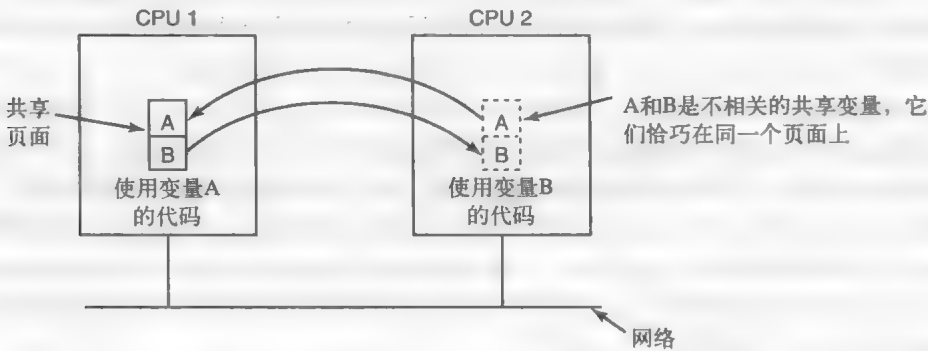 CPU 1
CPU 2
共享
页面
A
B
A
B
A和B是不相关的共享变量，它
们恰巧在同一个页面上
使用变量A
的代码
使用变量B
的代码
网络